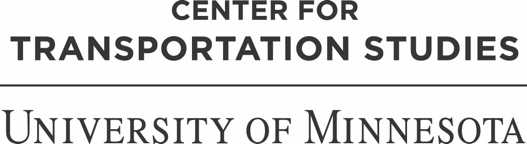 CENTER FOR
TRANSPORTATION STUDIES
UNIVERSITY OF MINNESOTA